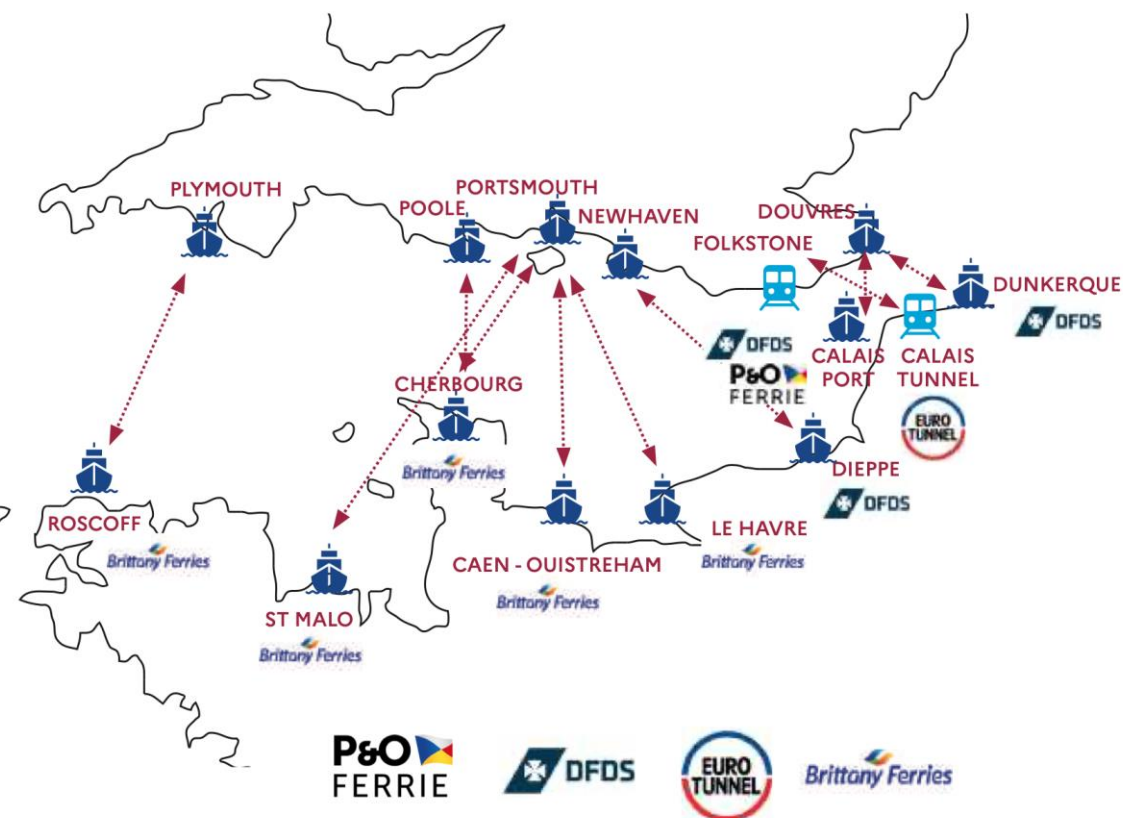 PLYMOUTH
POOLE
PORTSMOUTH
NEWHAVEN
FOLKSTONE
DOUVRES
DUNKERQUE
DFDS
DFDS
P&O
FERRIE
CALAIS
PORT
CALAIS
TUNNEL
EURO
TUNNEL
CHERBOURG
Brittany Ferries
DIEPPE
DFDS
ROSCOFF
Brittany Ferries
ST MALO
Brittany Ferries
CAEN - OUISTREHAM
Brittany Ferries
LE HAVRE
Brittany Ferries
P&O
FERRIE
DFDS
EURO
TUNNEL
Brittany Ferries